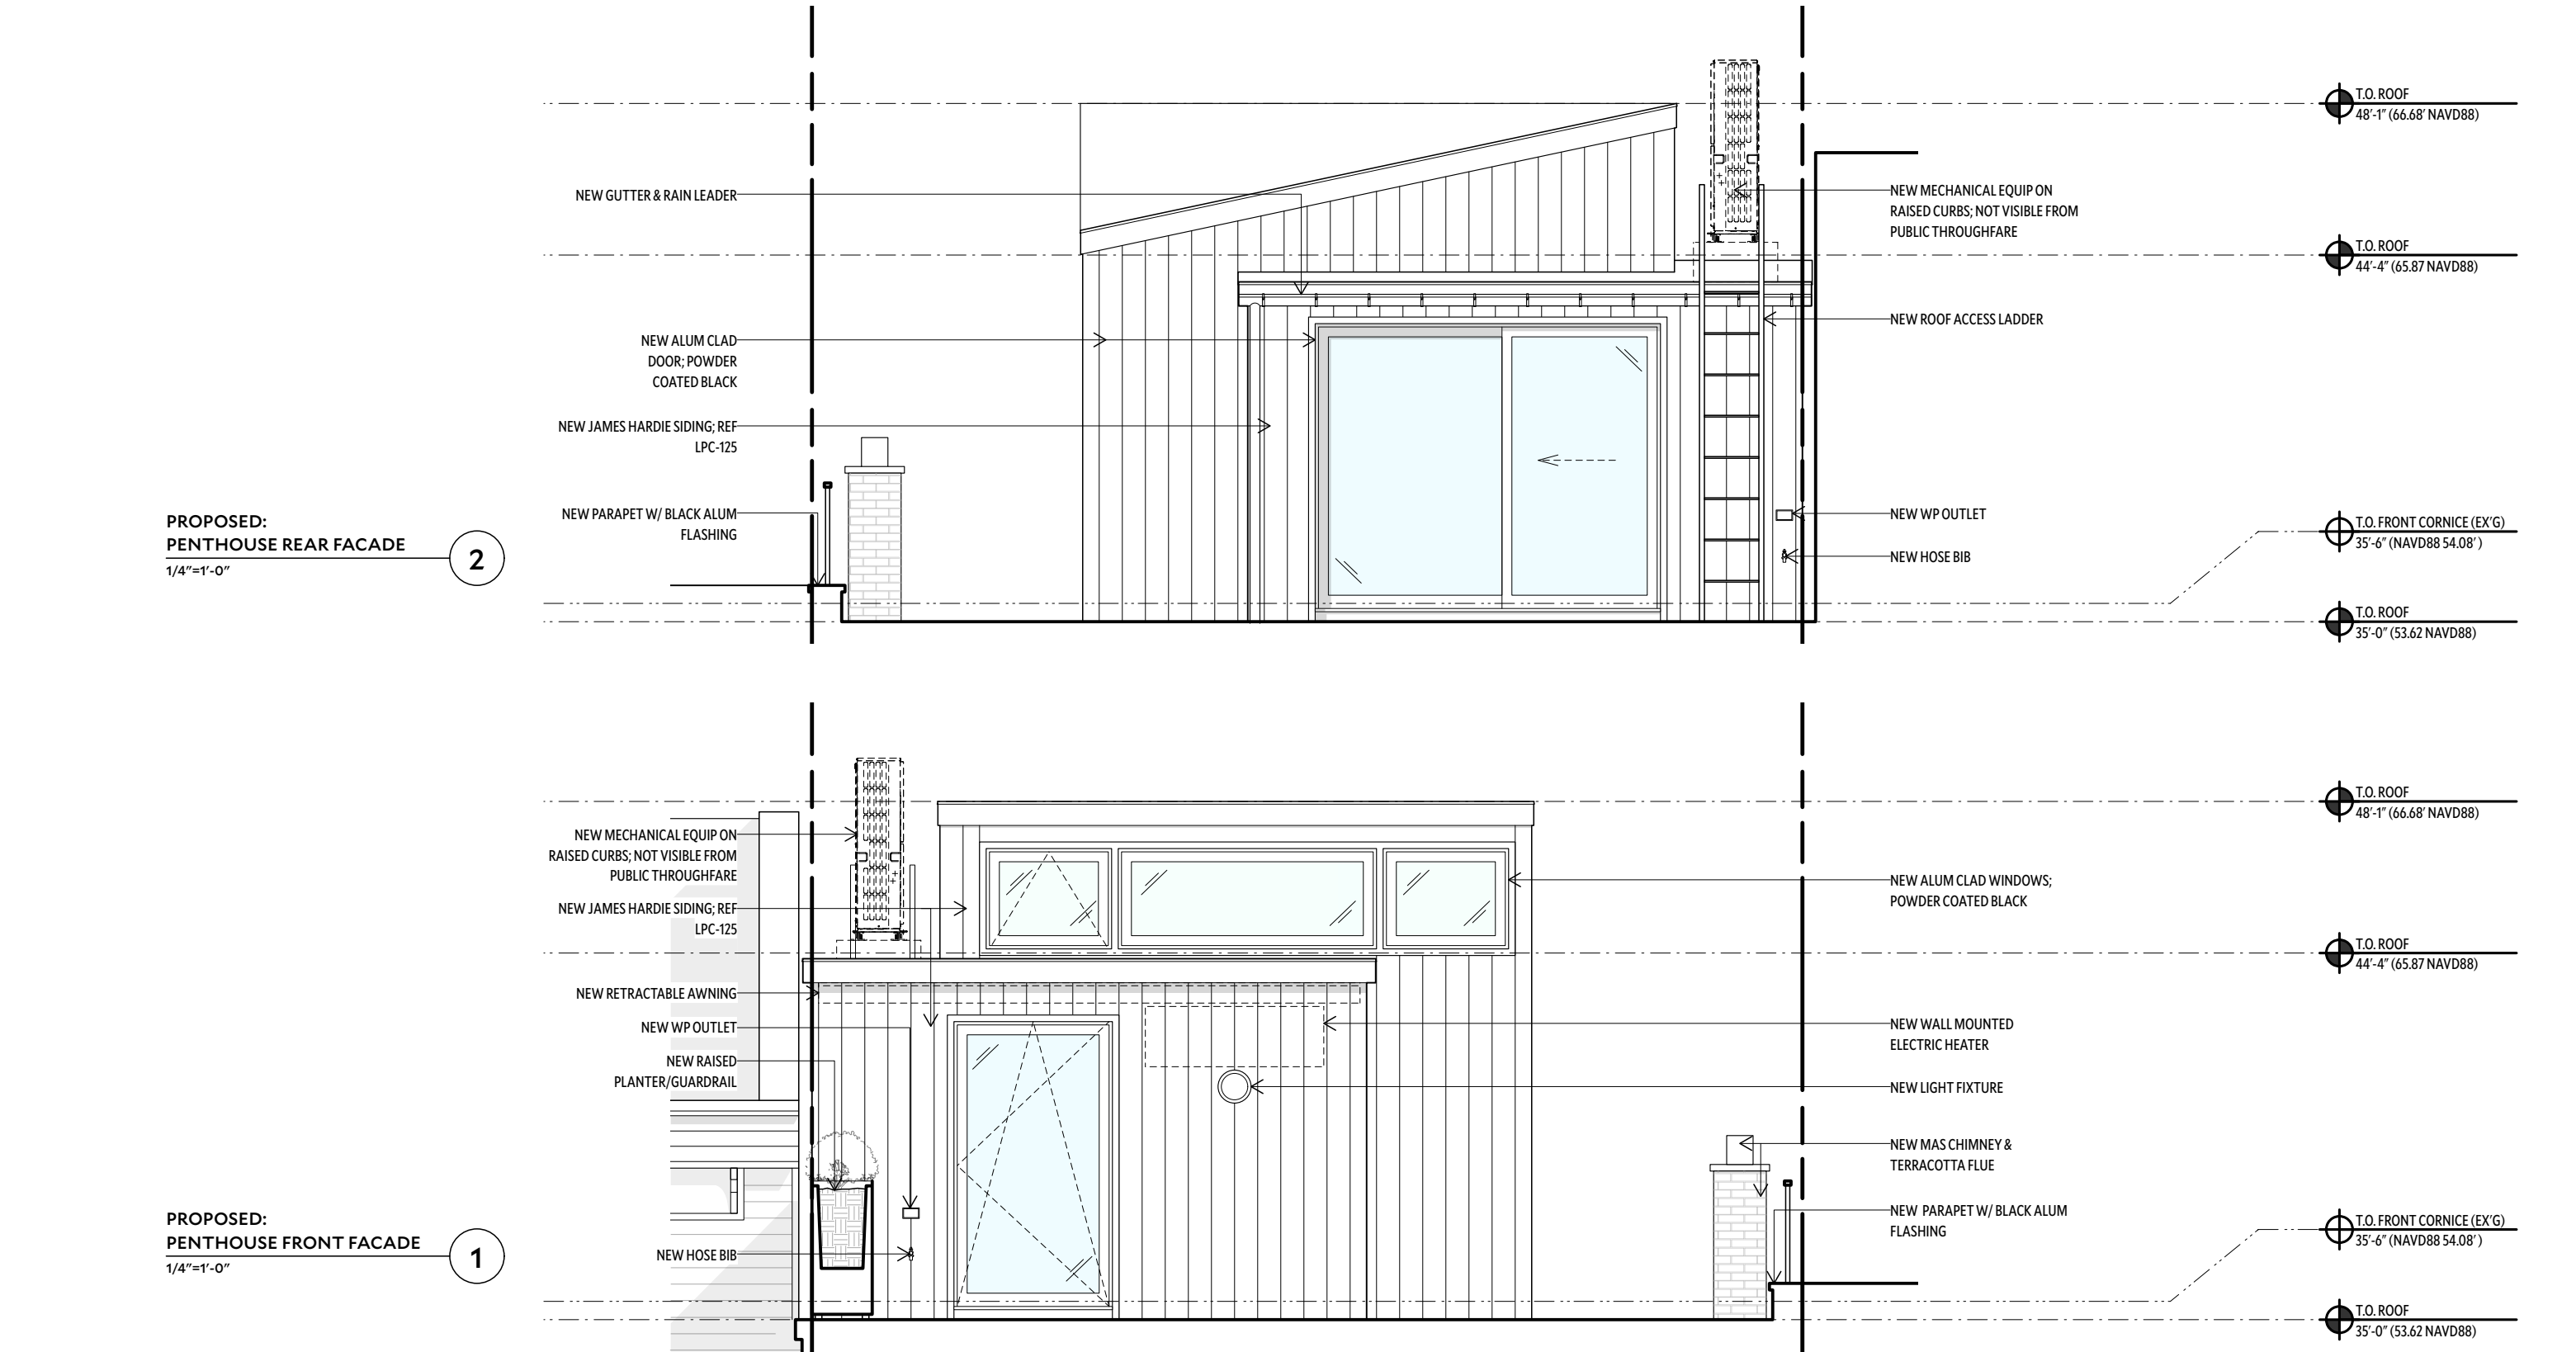 T.O. ROOF
48'-1" (66.68' NAVD88)
NEW GUTTER & RAIN LEADER
NEW MECHANICAL EQUIP ON
RAISED CURBS; NOT VISIBLE FROM
PUBLIC THROUGHFARE
T.O. ROOF
44'-4" (65.87 NAVD88)
NEW ROOF ACCESS LADDER
NEW ALUM CLAD
DOOR; POWDER
COATED BLACK
NEW JAMES HARDIE SIDING; REF
LPC-125
NEW PARAPET W/ BLACK ALUM
FLASHING
NEW WP OUTLET
NEW HOSE BIB
T.O. FRONT CORNICE (EX'G)
35'-6" (NAVD88 54.08' )
T.O. ROOF
35'-0" (53.62 NAVD88)
PROPOSED:
PENTHOUSE REAR FACADE
1/4"=1'-0"
2
T.O. ROOF
48'-1" (66.68' NAVD88)
NEW MECHANICAL EQUIP ON
RAISED CURBS; NOT VISIBLE FROM
PUBLIC THROUGHFARE
NEW JAMES HARDIE SIDING; REF
LPC-125
NEW ALUM CLAD WINDOWS;
POWDER COATED BLACK
T.O. ROOF
44'-4" (65.87 NAVD88)
NEW RETRACTABLE AWNING
NEW WP OUTLET
NEW RAISED
PLANTER/GUARDRAIL
NEW HOSE BIB
NEW WALL MOUNTED
ELECTRIC HEATER
NEW LIGHT FIXTURE
NEW MAS CHIMNEY &
TERRACOTTA FLUE
NEW PARAPET W/ BLACK ALUM
FLASHING
T.O. FRONT CORNICE (EX'G)
35'-6" (NAVD88 54.08' )
T.O. ROOF
35'-0" (53.62 NAVD88)
PROPOSED:
PENTHOUSE FRONT FACADE
1/4"=1'-0"
1